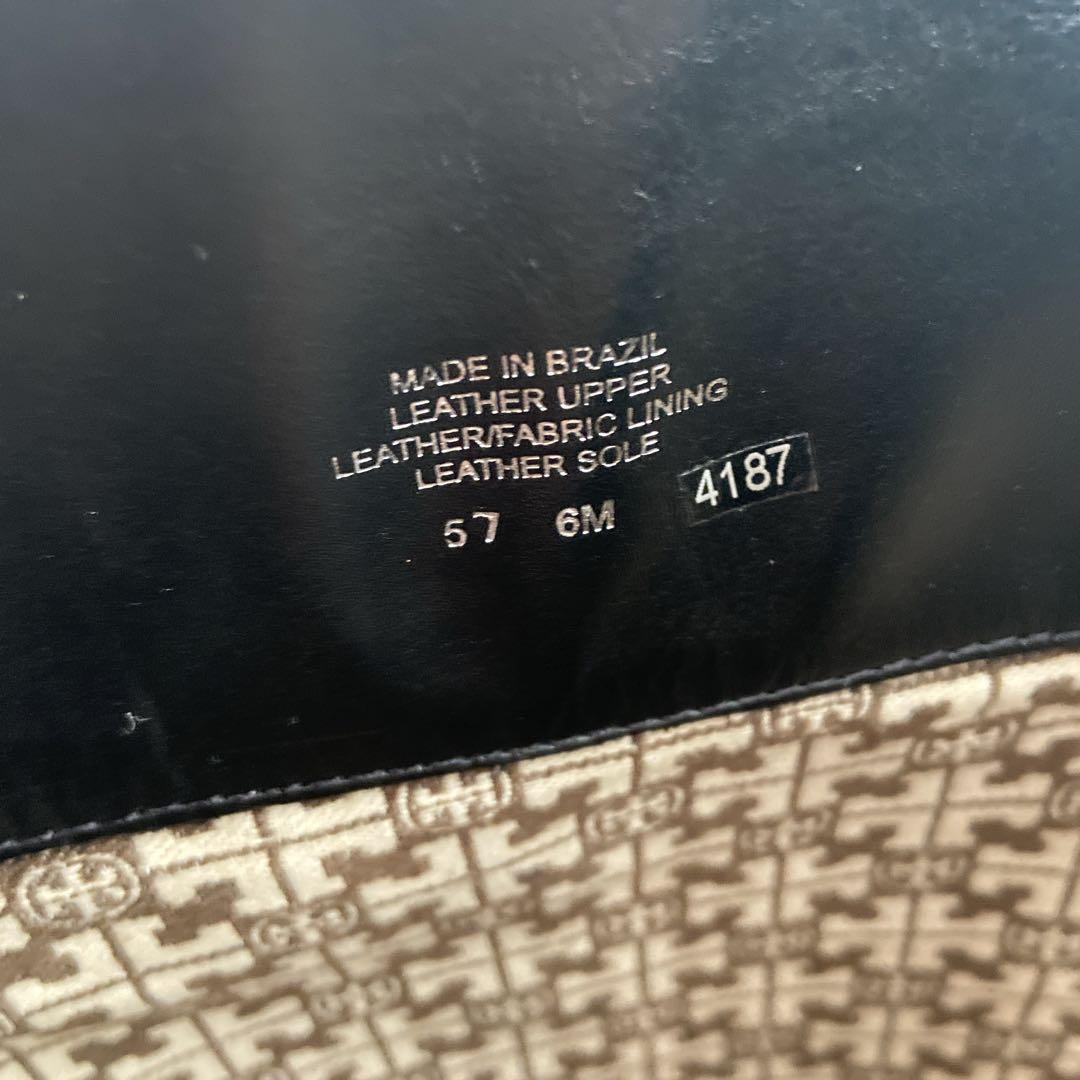 MADE IN BRAZIL
LEATHER UPPER
LEATHER/FABRIC LINING
LEATHER SOLE
57 6M 4187